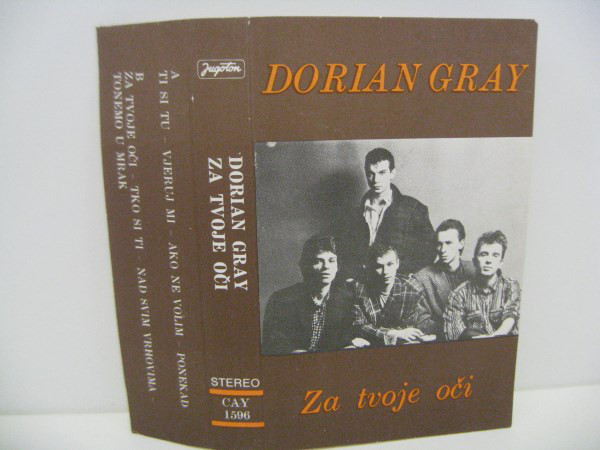 DORIAN GRAY
Za tvoje oči
Jugoton
DORIAN GRAY
ZA TVOJE OČI
STEREO
CAY
1596
A
TI SI TU - VJERUJ MI - AKO NE VOLIM - PONEKAD
B
ZA TVOJE OČI - TKO SI TI - NAD SVIM VRHOVIMA
TONEMO U MRAK